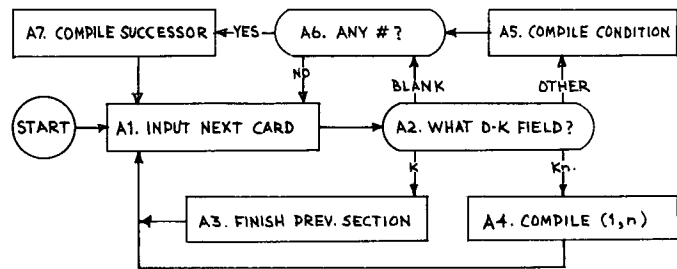 A7. COMPILE SUCCESSOR
YES
A6. ANY #?
A5. COMPILE CONDITION
NO
BLANK
OTHER
START
A1. INPUT NEXT CARD
A2. WHAT D-K FIELD?
K
Kn.
A3. FINISH PREV. SECTION
A4. COMPILE (1,n)